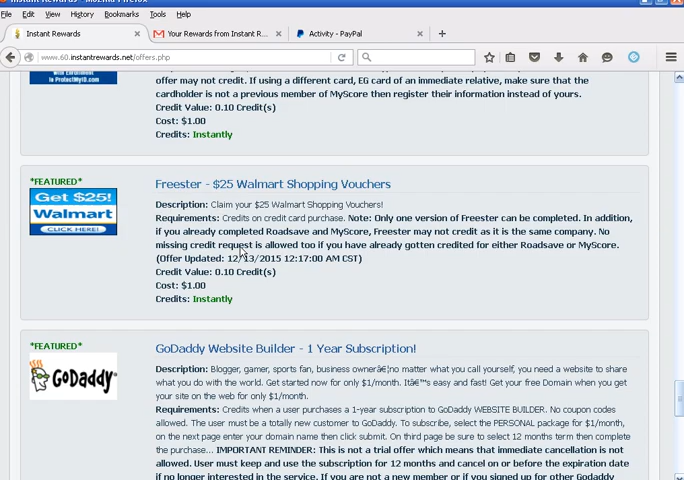 Instant Rewards
Your Rewards from Instant R...
Activity - PayPal
File Edit View History Bookmarks Tools Help
www.60.instantrewards.net/offers.php
with Enrollment
in ProtectMyID.com
offer may not credit. If using a different card, EG card of an immediate relative, make sure that the
cardholder is not a previous member of MyScore then register their information instead of yours.
Credit Value: 0.10 Credit(s)
Cost: $1.00
Credits: Instantly
*FEATURED*
Get $25!
Walmart
CLICK HERE!
Freester - $25 Walmart Shopping Vouchers
Description: Claim your $25 Walmart Shopping Vouchers!
Requirements: Credits on credit card purchase. Note: Only one version of Freester can be completed. In addition,
if you already completed Roadsave and MyScore, Freester may not credit as it is the same company. No
missing credit request is allowed too if you have already gotten credited for either Roadsave or MyScore.
(Offer Updated: 12/13/2015 12:17:00 AM CST)
Credit Value: 0.10 Credit(s)
Cost: $1.00
Credits: Instantly
*FEATURED*
GoDaddy
GoDaddy Website Builder - 1 Year Subscription!
Description: Blogger, gamer, sports fan, business ownerâ€¦no matter what you call yourself, you need a website to share
what you do with the world. Get started now for only $1/month. Itâ€™s easy and fast! Get your free Domain when you get
your site on the web for only $1/month.
Requirements: Credits when a user purchases a 1-year subscription to GoDaddy WEBSITE BUILDER. No coupon codes
allowed. The user must be a totally new customer to GoDaddy. To subscribe, select the PERSONAL package for $1/month,
on the next page enter your domain name then click submit. On third page be sure to select 12 months term then complete
the purchase... IMPORTANT REMINDER: This is not a trial offer which means that immediate cancellation is not
allowed. User must keep and use the subscription for 12 months and cancel on or before the expiration date
if no longer interested in the service. If you are not a new member or if you signed up for other Godaddy